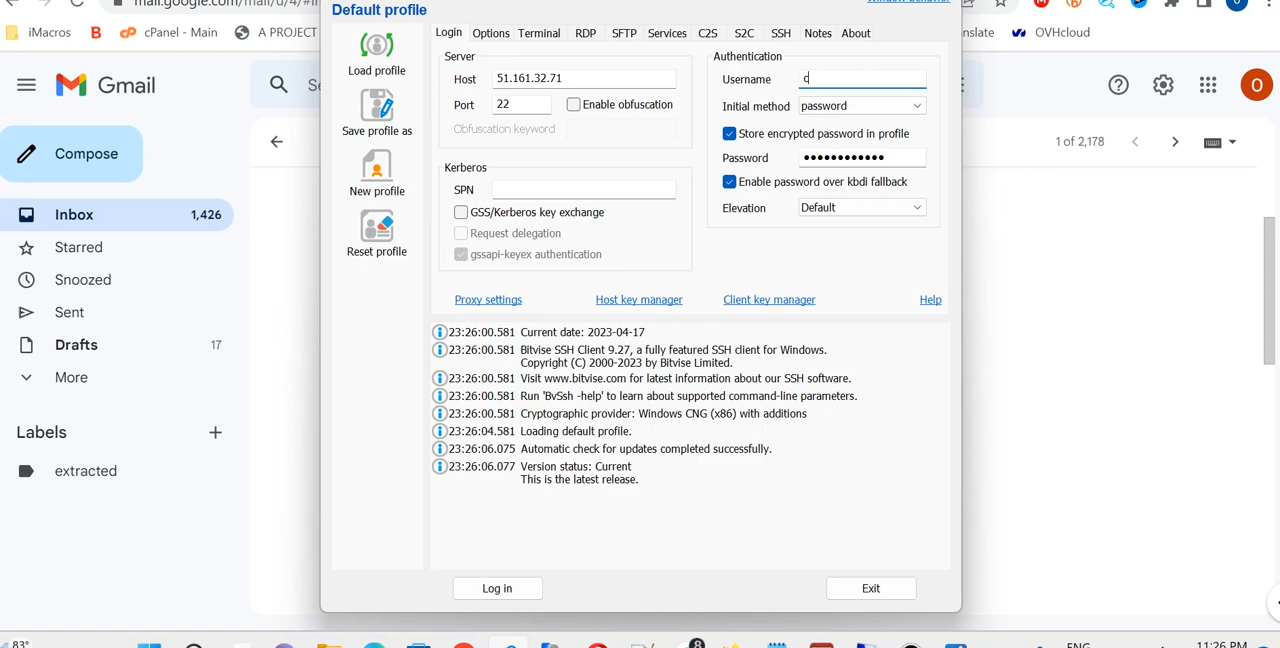 mail.google.com/mail/u/4/#in
Default profile
Window behavior
iMacros
cPanel - Main
A PROJECT
nslate
OVHcloud
Login
Options
Terminal
RDP
SFTP
Services
C2S
S2C
SSH
Notes
About
Load profile
Save profile as
New profile
Reset profile
Server
Host 51.161.32.71
Port 22 Enable obfuscation
Obfuscation keyword
Kerberos
SPN
GSS/Kerberos key exchange
Request delegation
gssapi-keyex authentication
Authentication
Username c
Initial method password
Store encrypted password in profile
Password ••••••••••••
Enable password over kbdi fallback
Elevation Default
Proxy settings
Host key manager
Client key manager
Help
23:26:00.581 Current date: 2023-04-17
23:26:00.581 Bitvise SSH Client 9.27, a fully featured SSH client for Windows.
Copyright (C) 2000-2023 by Bitvise Limited.
23:26:00.581 Visit www.bitvise.com for latest information about our SSH software.
23:26:00.581 Run 'BvSsh -help' to learn about supported command-line parameters.
23:26:00.581 Cryptographic provider: Windows CNG (x86) with additions
23:26:04.581 Loading default profile.
23:26:06.075 Automatic check for updates completed successfully.
23:26:06.077 Version status: Current
This is the latest release.
Log in
Exit
Gmail
Se
O
Compose
1 of 2,178
Inbox 1,426
Starred
Snoozed
Sent
Drafts 17
More
Labels
extracted
83°
8
ENG
11:26 PM